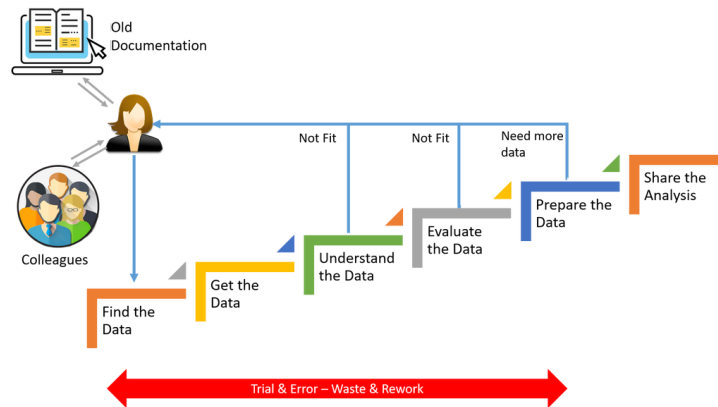 Old
Documentation
Not Fit
Not Fit
Need more
data
Share the
Analysis
Prepare the
Data
Evaluate
the Data
Understand
the Data
Colleagues
Get the
Data
Find the
Data
Trial & Error – Waste & Rework